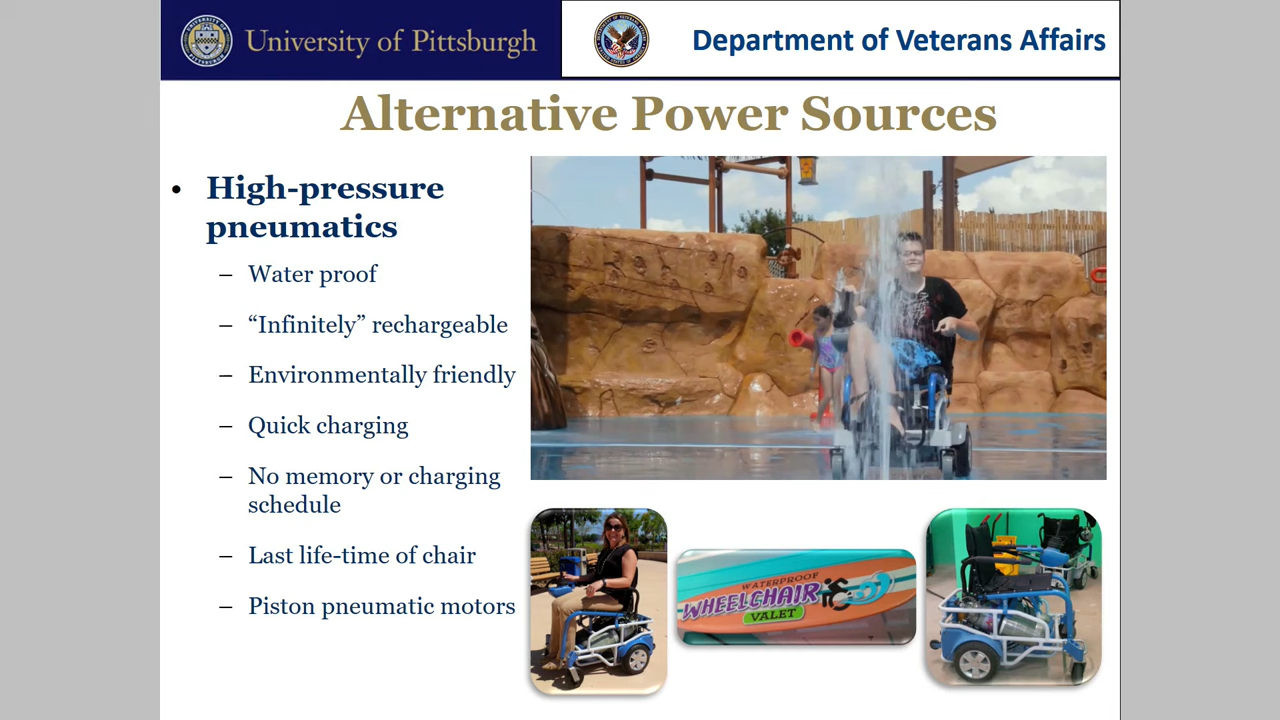 University of Pittsburgh
Department of Veterans Affairs
Alternative Power Sources
• High-pressure
pneumatics
– Water proof
– “Infinitely” rechargeable
– Environmentally friendly
– Quick charging
– No memory or charging
schedule
– Last life-time of chair
– Piston pneumatic motors
WATERPROOF
WHEELCHAIR
VALET